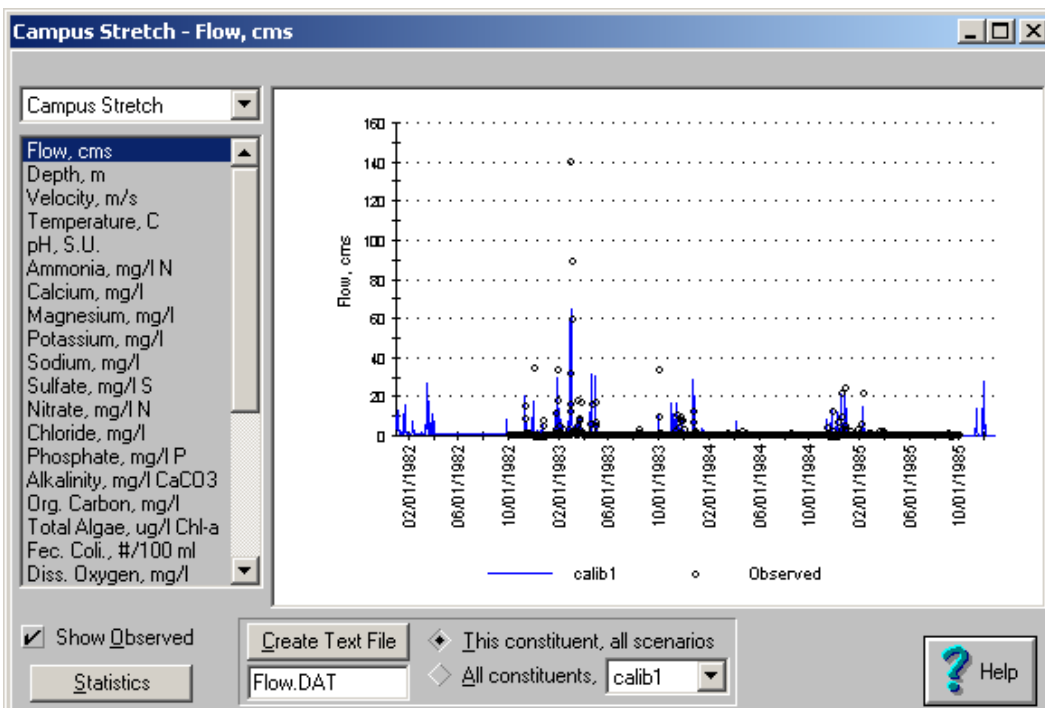 Campus Stretch - Flow, cms
Campus Stretch
Flow, cms
Depth, m
Velocity, m/s
Temperature, C
pH, S.U.
Ammonia, mg/l N
Calcium, mg/l
Magnesium, mg/l
Potassium, mg/l
Sodium, mg/l
Sulfate, mg/l S
Nitrate, mg/l N
Chloride, mg/l
Phosphate, mg/l P
Alkalinity, mg/l CaCO3
Org. Carbon, mg/l
Total Algae, ug/l Chl-a
Fec. Coli., #/100 ml
Diss. Oxygen, mg/l
Flow, cms
160
140
120
100
80
60
40
20
0
02/01/1982
06/01/1982
10/01/1982
02/01/1983
06/01/1983
10/01/1983
02/01/1984
06/01/1984
10/01/1984
02/01/1985
06/01/1985
10/01/1985
calib1
Observed
Show Observed
Statistics
Create Text File
Flow.DAT
This constituent, all scenarios
All constituents,
calib1
? Help